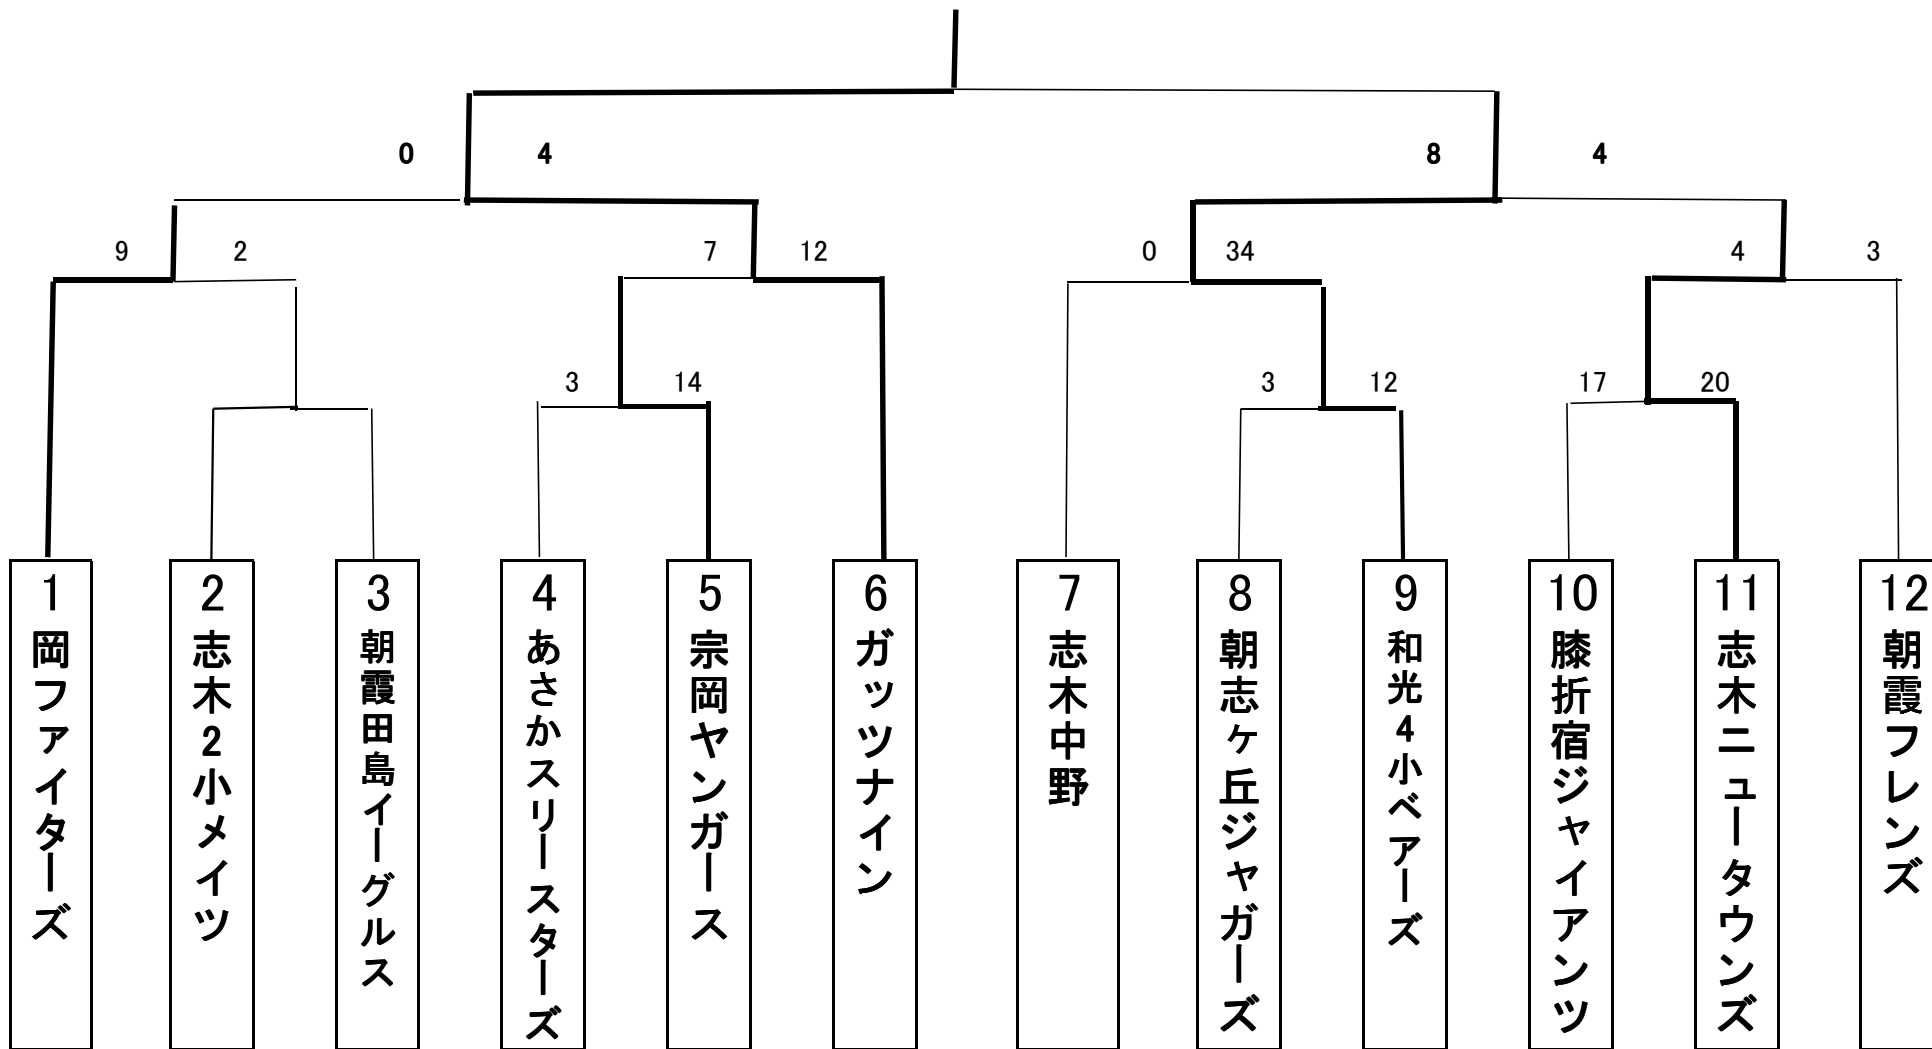 0 4 8 4
9 2 7 12 0 34 4 3
3 14 3 12 17 20
1 岡ファイターズ
2 志木2小メイツ
3 朝霞田島イーグルス
4 あさかスリースターズ
5 宗岡ヤンガース
6 ガッツナイン
7 志木中野
8 朝志ヶ丘ジャガーズ
9 和光4小ベアーズ
10 膝折宿ジャイアンツ
11 志木ニュータウンズ
12 朝霞フレンズ